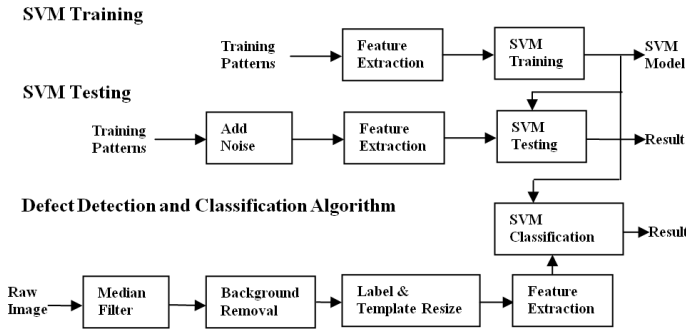 SVM Training
Training
Patterns
Feature
Extraction
SVM
Training
SVM
Model
SVM Testing
Training
Patterns
Add
Noise
Feature
Extraction
SVM
Testing
Result
Defect Detection and Classification Algorithm
SVM
Classification
Result
Raw
Image
Median
Filter
Background
Removal
Label &
Template Resize
Feature
Extraction